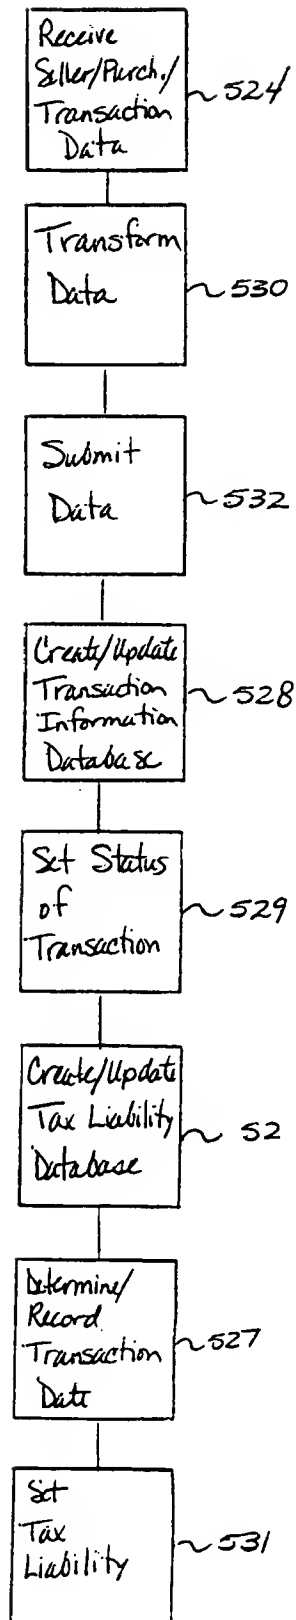 Receive
Seller/Purch./
Transaction
Data
524
Transform
Data
530
Submit
Data
532
Create/Update
Transaction
Information
Database
528
Set Status
of
Transaction
529
Create/Update
Tax Liability
Database
52
Determine/
Record
Transaction
Date
527
Set
Tax
Liability
531